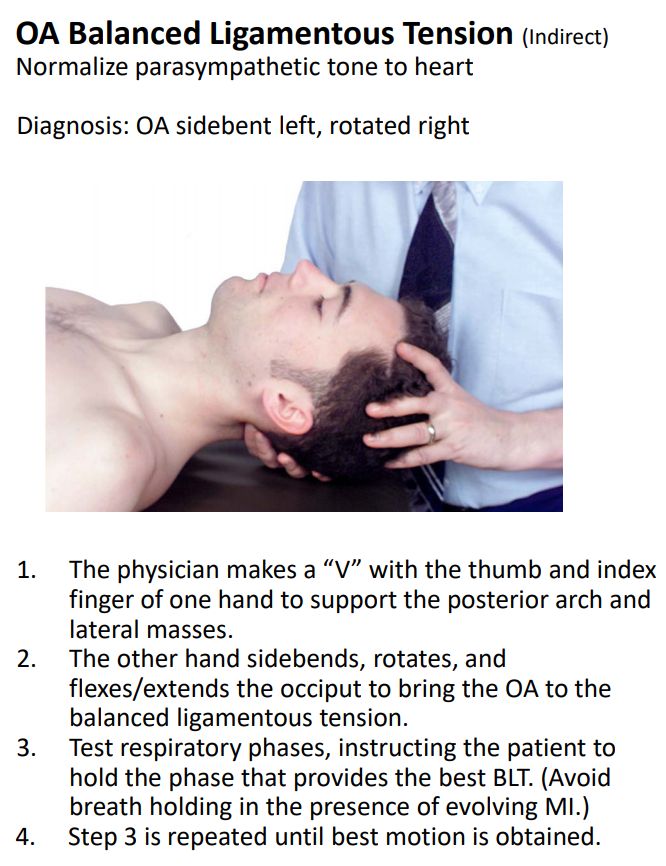 OA Balanced Ligamentous Tension (Indirect)
Normalize parasympathetic tone to heart
Diagnosis: OA sidebent left, rotated right
1. The physician makes a “V” with the thumb and index
finger of one hand to support the posterior arch and
lateral masses.
2. The other hand sidebends, rotates, and
flexes/extends the occiput to bring the OA to the
balanced ligamentous tension.
3. Test respiratory phases, instructing the patient to
hold the phase that provides the best BLT. (Avoid
breath holding in the presence of evolving MI.)
4. Step 3 is repeated until best motion is obtained.